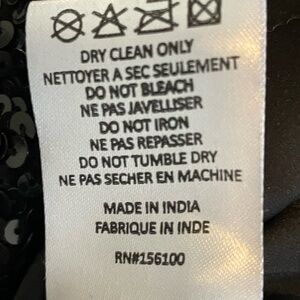 DRY CLEAN ONLY
NETTOYER A SEC SEULEMENT
DO NOT BLEACH
NE PAS JAVELLISER
DO NOT IRON
NE PAS REPASSER
DO NOT TUMBLE DRY
NE PAS SECHER EN MACHINE
MADE IN INDIA
FABRIQUE EN INDE
RN#156100